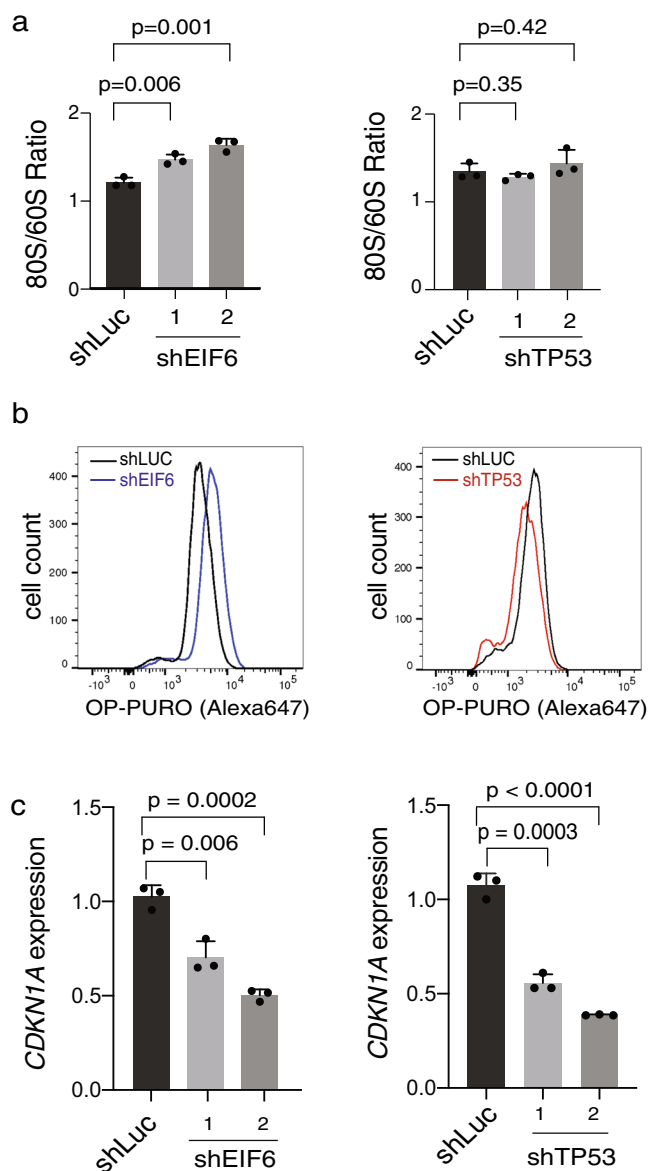 a
p=0.001
p=0.006
80S/60S Ratio
2
1
0
shLuc
1
2
shEIF6
p=0.42
p=0.35
80S/60S Ratio
2
1
0
shLuc
1
2
shTP53
b
shLUC
shEIF6
cell count
400
300
200
100
0
-10³ 0 10³ 10⁴ 10⁵
OP-PURO (Alexa647)
shLUC
shTP53
cell count
400
300
200
100
0
-10³ 0 10³ 10⁴ 10⁵
OP-PURO (Alexa647)
c
p = 0.0002
p = 0.006
CDKN1A expression
1.5
1.0
0.5
0.0
shLuc
1
2
shEIF6
p < 0.0001
p = 0.0003
CDKN1A expression
1.5
1.0
0.5
0.0
shLuc
1
2
shTP53